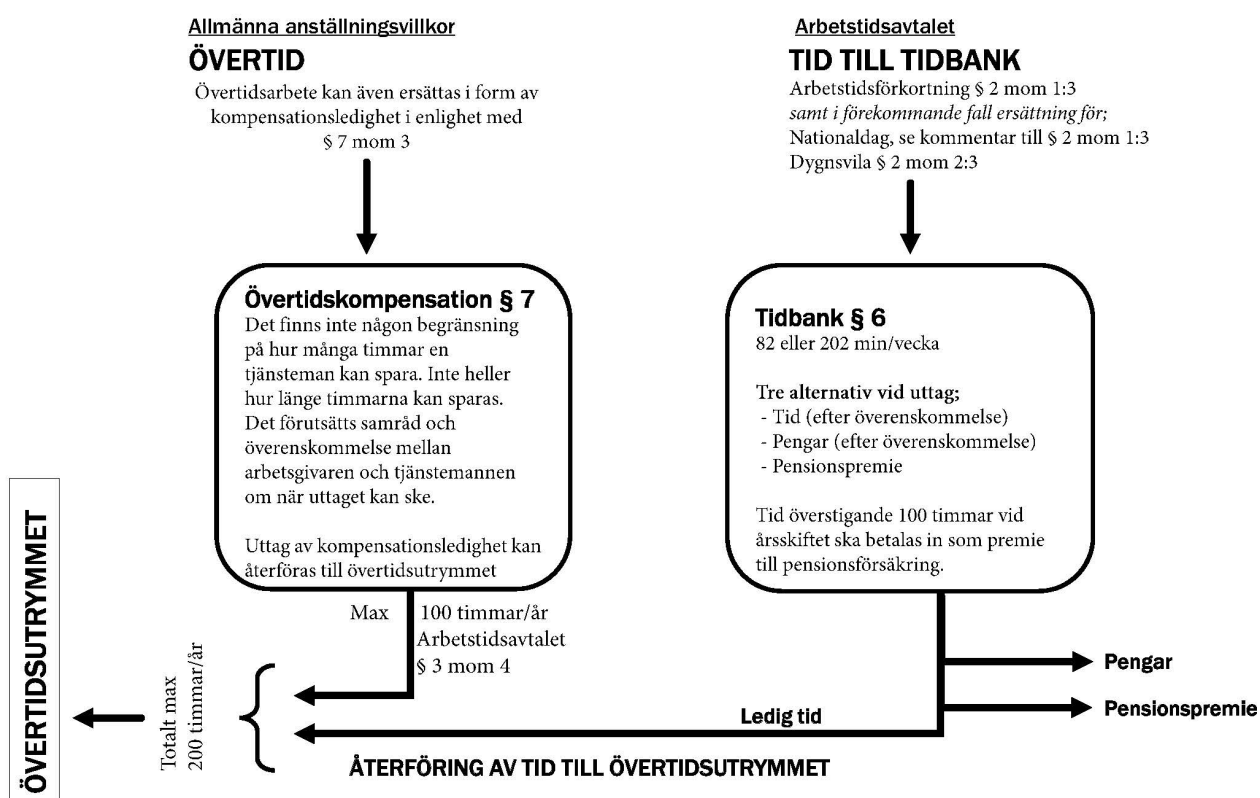 Allmänna anställningsvillkor
ÖVERTID
Övertidsarbete kan även ersättas i form av
kompensationsledighet i enlighet med
§ 7 mom 3
Arbetstidsavtalet
TID TILL TIDBANK
Arbetstidsförkortning § 2 mom 1:3
samt i förekommande fall ersättning för;
Nationaldag, se kommentar till § 2 mom 1:3
Dygnsvila § 2 mom 2:3
Övertidskompensation § 7
Det finns inte någon begränsning
på hur många timmar en
tjänsteman kan spara. Inte heller
hur länge timmarna kan sparas.
Det förutsätts samråd och
överenskommelse mellan
arbetsgivaren och tjänstemannen
om när uttaget kan ske.
Uttag av kompensationsledighet kan
återföras till övertidsutrymmet
Tidbank § 6
82 eller 202 min/vecka
Tre alternativ vid uttag;
- Tid (efter överenskommelse)
- Pengar (efter överenskommelse)
- Pensionspremie
Tid överstigande 100 timmar vid
årsskiftet ska betalas in som premie
till pensionsförsäkring.
Max 100 timmar/år
Arbetstidsavtalet
§ 3 mom 4
Pengar
Pensionspremie
Ledig tid
ÅTERFÖRING AV TID TILL ÖVERTIDSUTRYMMET
Totalt max
200 timmar/år
ÖVERTIDSUTRYMMET